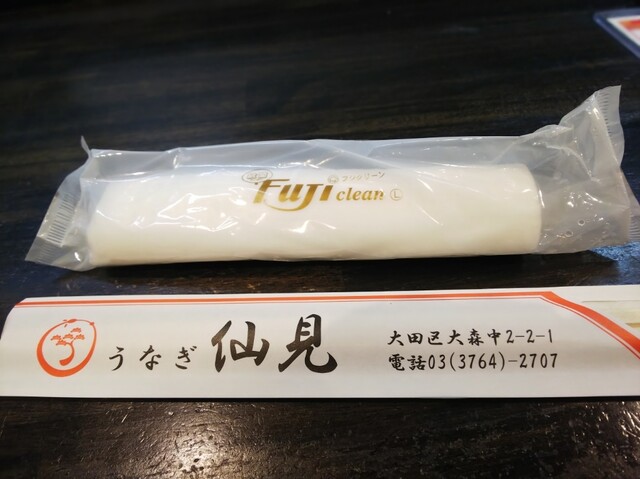 FUJI clean L
フジクリーン
うなぎ 仙見
大田区大森中2-2-1
電話03(3764)-2707